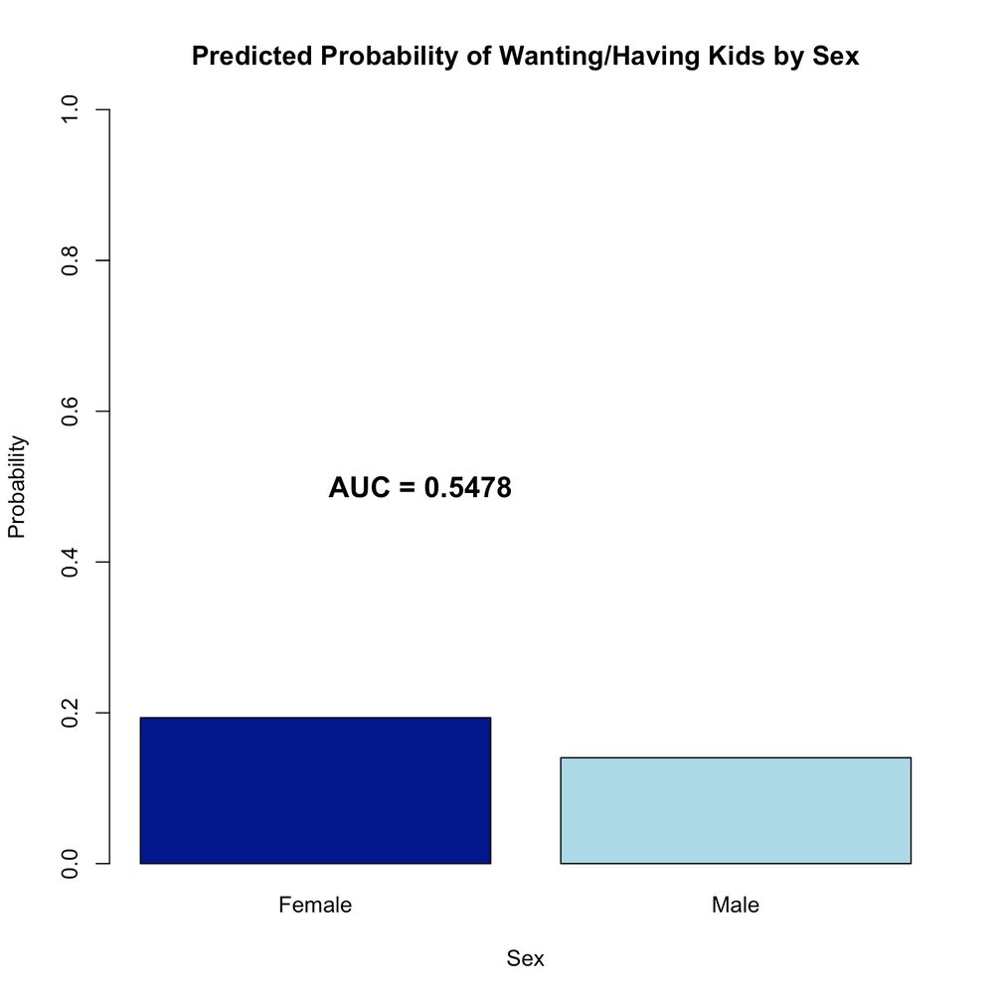 Predicted Probability of Wanting/Having Kids by Sex
1.0
0.8
0.6
0.4
0.2
0.0
Probability
AUC = 0.5478
Female
Male
Sex